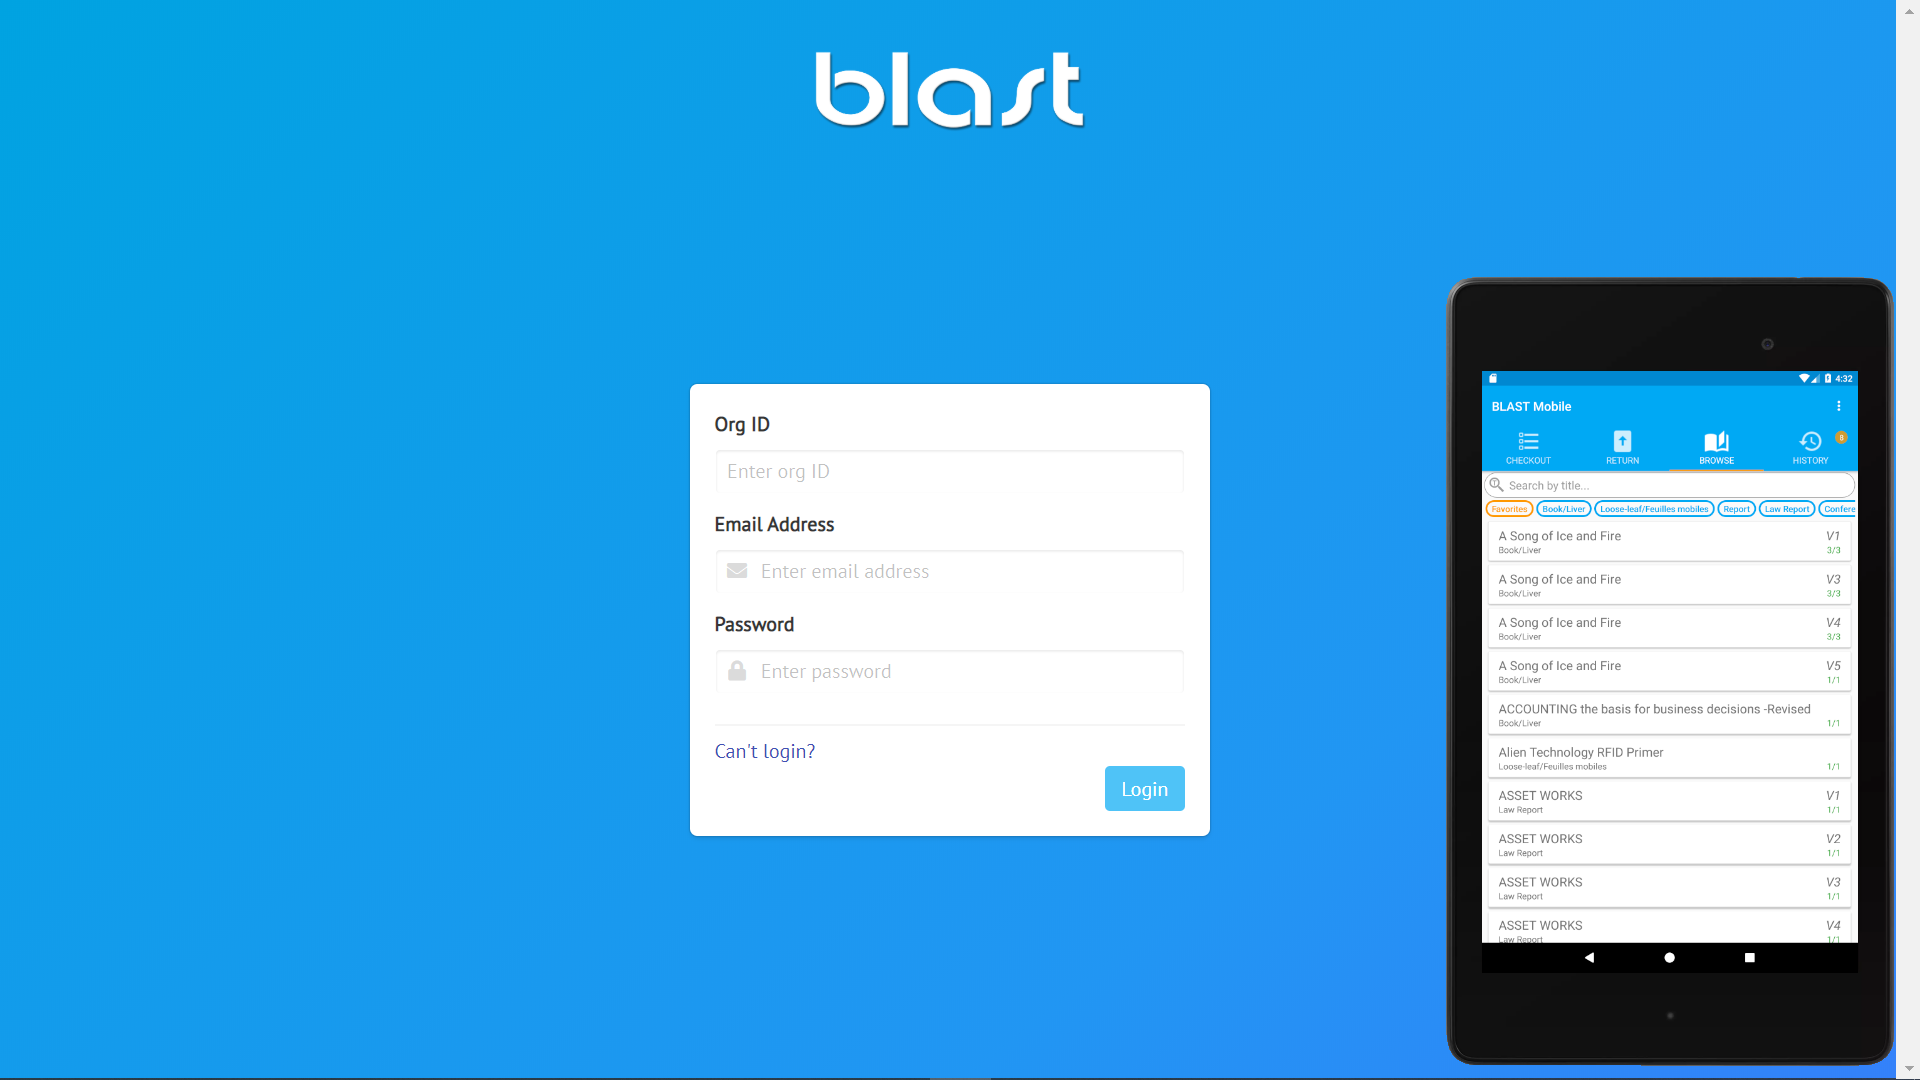 blast
Org ID
Enter org ID
Email Address
Enter email address
Password
Enter password
Can't login?
Login
4:32
BLAST Mobile
CHECKOUT RETURN BROWSE HISTORY 8
Search by title...
Favorites Book/Liver Loose-leaf/Feuilles mobiles Report Law Report Confere
A Song of Ice and Fire V1
Book/Liver 3/3
A Song of Ice and Fire V3
Book/Liver 3/3
A Song of Ice and Fire V4
Book/Liver 3/3
A Song of Ice and Fire V5
Book/Liver 1/1
ACCOUNTING the basis for business decisions -Revised
Book/Liver 1/1
Alien Technology RFID Primer
Loose-leaf/Feuilles mobiles 1/1
ASSET WORKS V1
Law Report 1/1
ASSET WORKS V2
Law Report 1/1
ASSET WORKS V3
Law Report 1/1
ASSET WORKS V4
Law Report 1/1